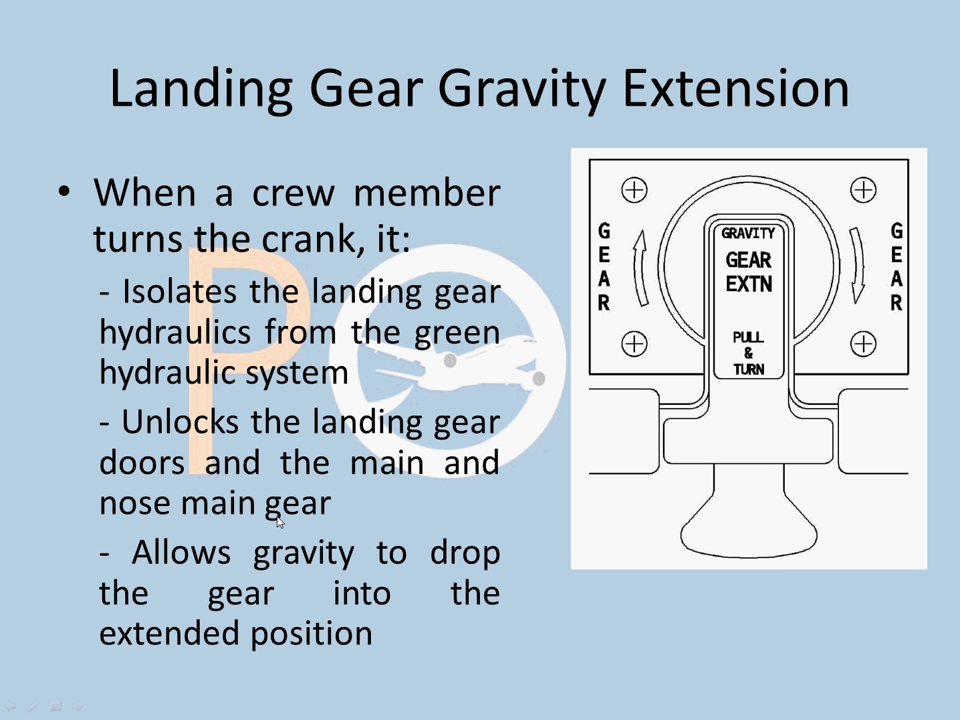 Landing Gear Gravity Extension
• When a crew member
turns the crank, it:
- Isolates the landing gear
hydraulics from the green
hydraulic system
- Unlocks the landing gear
doors and the main and
nose main gear
- Allows gravity to drop
the gear into the
extended position
GEAR
GRAVITY
GEAR
EXTN
PULL
&
TURN
GEAR
P